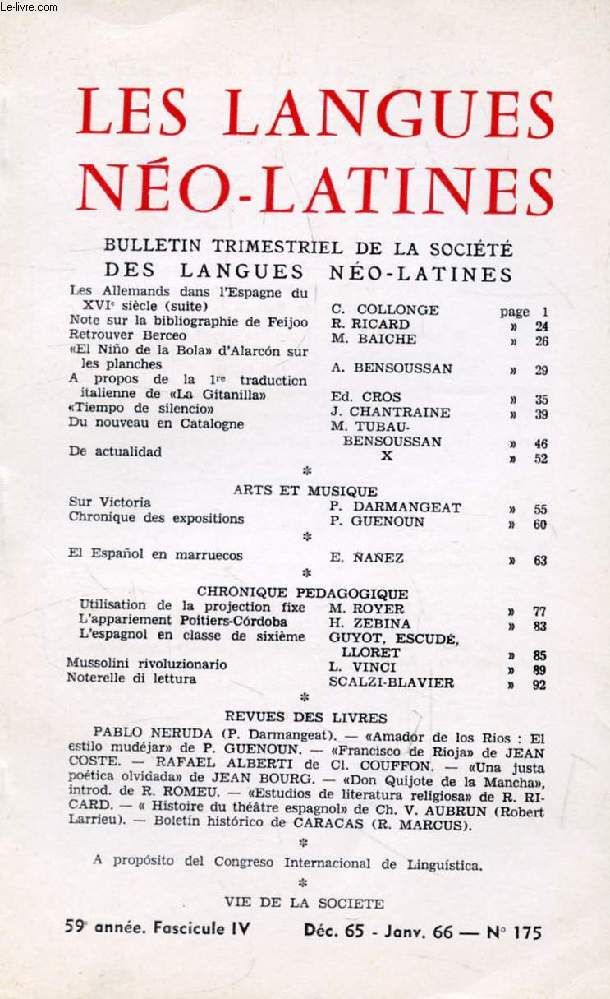 Le-livre.com
LES LANGUES
NÉO-LATINES
BULLETIN TRIMESTRIEL DE LA SOCIÉTÉ
DES LANGUES NÉO-LATINES
Les Allemands dans l'Espagne du
XVIe siècle (suite) C. COLLONGE page 1
Note sur la bibliographie de Feijoo R. RICARD » 24
Retrouver Berceo M. BAICHE » 26
«El Niño de la Bola» d'Alarcón sur
les planches A. BENSOUSSAN » 29
A propos de la 1re traduction
italienne de «La Gitanilla» Ed. CROS » 35
«Tiempo de silencio» J. CHANTRAINE » 39
Du nouveau en Catalogne M. TUBAU-
BENSOUSSAN » 46
De actualidad X » 52
*
ARTS ET MUSIQUE
Sur Victoria P. DARMANGEAT » 55
Chronique des expositions P. GUENOUN » 60
*
El Español en marruecos E. ÑAÑEZ » 63
*
CHRONIQUE PEDAGOGIQUE
Utilisation de la projection fixe M. ROYER » 77
L'appariement Poitiers-Córdoba H. ZEBINA » 83
L'espagnol en classe de sixième GUYOT, ESCUDÉ,
LLORET » 85
Mussolini rivoluzionario L. VINCI » 89
Noterelle di lettura SCALZI-BLAVIER » 92
*
REVUES DES LIVRES
PABLO NERUDA (P. Darmangeat). — «Amador de los Rios : El
estilo mudéjar» de P. GUENOUN. — «Francisco de Rioja» de JEAN
COSTE. — RAFAEL ALBERTI de Cl. COUFFON. — «Una justa
poética olvidada» de JEAN BOURG. — «Don Quijote de la Mancha»,
introd. de R. ROMEU. — «Estudios de literatura religiosa» de R. RI-
CARD. — « Histoire du théâtre espagnol» de Ch. V. AUBRUN (Robert
Larrieu). — Boletín histórico de CARACAS (R. MARCUS).
*
A propósito del Congreso Internacional de Linguística.
*
VIE DE LA SOCIETE
59e année. Fascicule IV Déc. 65 - Janv. 66 — N° 175